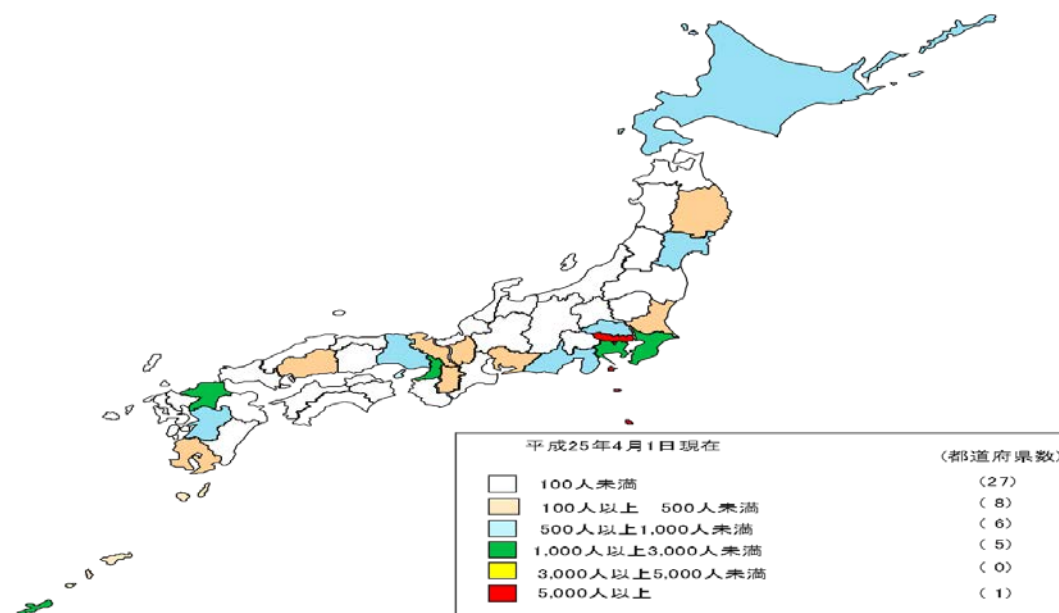 平成25年4月1日現在
(都道府県数)
100人未満 (27)
100人以上 500人未満 (8)
500人以上1,000人未満 (6)
1,000人以上3,000人未満 (5)
3,000人以上5,000人未満 (0)
5,000人以上 (1)